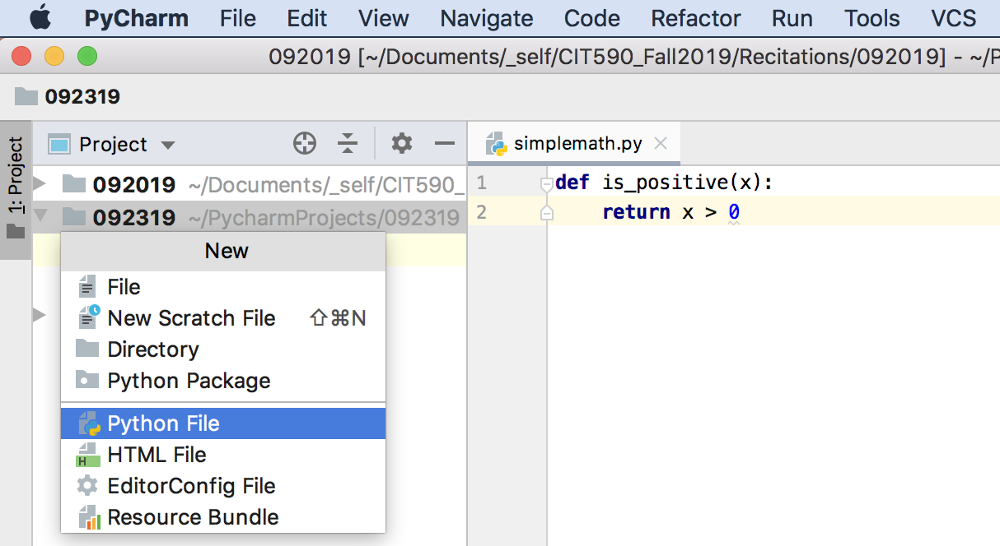 PyCharm File Edit View Navigate Code Refactor Run Tools VCS
092019 [~/Documents/_self/CIT590_Fall2019/Recitations/092019] - ~/P
092319
1: Project
Project
simplemath.py
092019 ~/Documents/_self/CIT590_
092319 ~/PycharmProjects/092319
1 def is_positive(x):
2 return x > 0
New
File
New Scratch File ⇧⌘N
Directory
Python Package
Python File
H HTML File
EditorConfig File
Resource Bundle